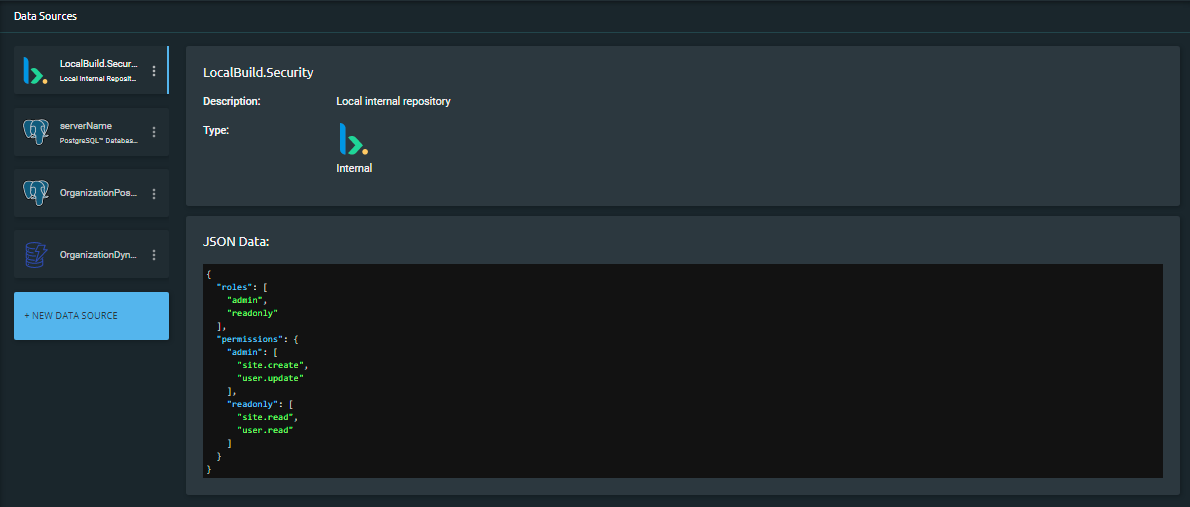 Data Sources
LocalBuild.Secur...
Local Internal Reposit...
serverName
PostgreSQL™ Databas...
OrganizationPos...
OrganizationDyn...
+ NEW DATA SOURCE
LocalBuild.Security
Description: Local internal repository
Type:
Internal
JSON Data:
{
  "roles": [
    "admin",
    "readonly"
  ],
  "permissions": {
    "admin": [
      "site.create",
      "user.update"
    ],
    "readonly": [
      "site.read",
      "user.read"
    ]
  }
}